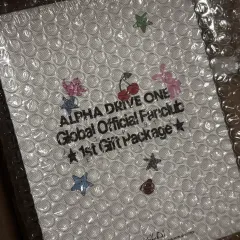 ALPHA DRIVE ONE
Global Official Fanclub
★1st Gift Package★